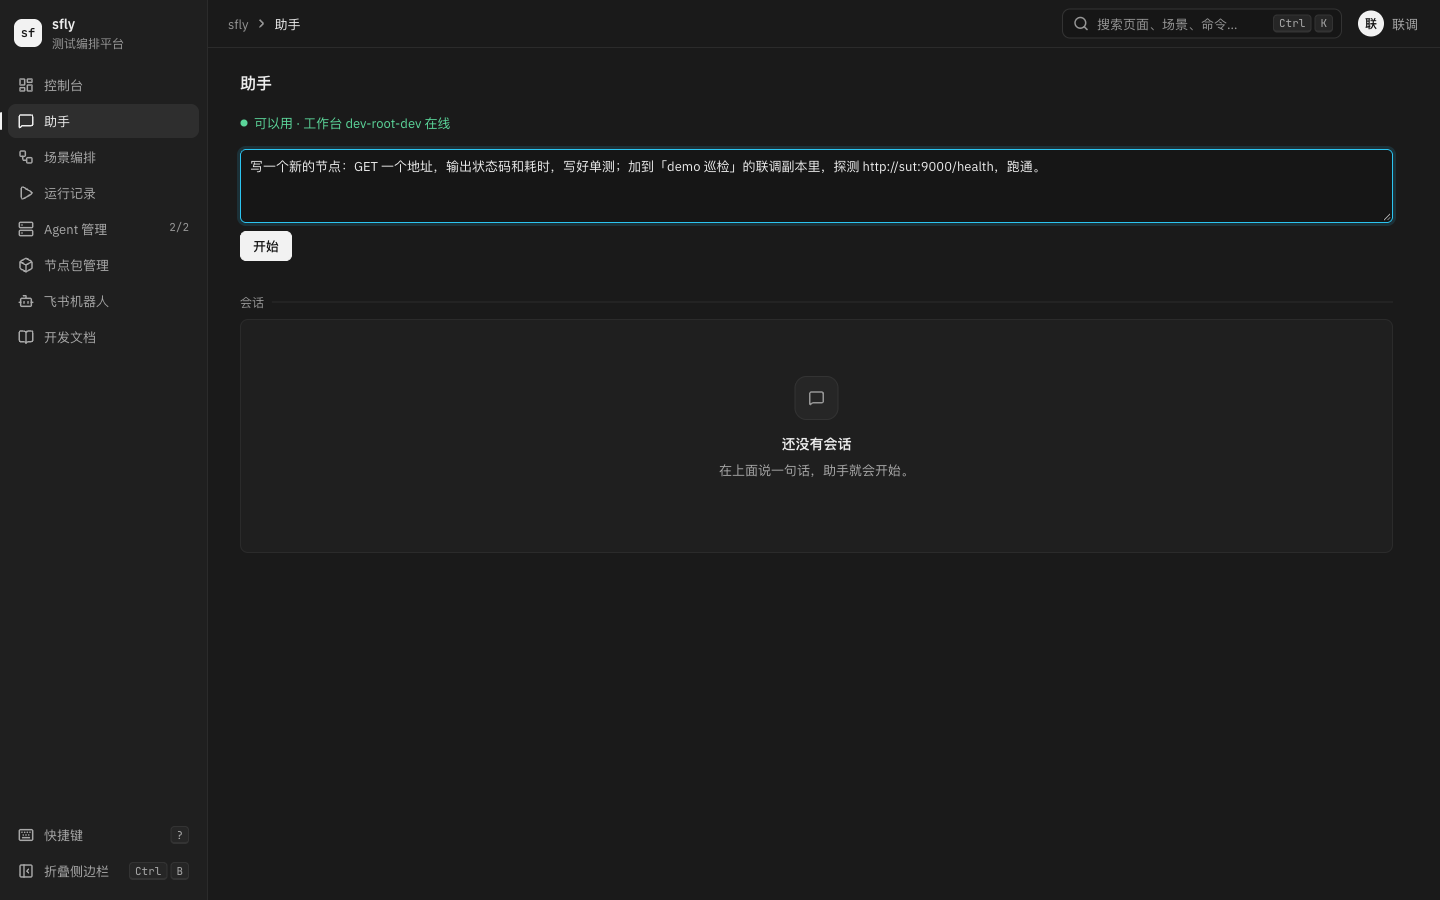 sf
sfly
测试编排平台
控制台
助手
场景编排
运行记录
Agent 管理
2/2
节点包管理
飞书机器人
开发文档
快捷键
?
折叠侧边栏
Ctrl
B
sfly
助手
搜索页面、场景、命令...
Ctrl
K
联
联调
助手
可以用 · 工作台 dev-root-dev 在线
写一个新的节点：GET 一个地址，输出状态码和耗时，写好单测；加到「demo 巡检」的联调副本里，探测 http://sut:9000/health，跑通。
开始
会话
还没有会话
在上面说一句话，助手就会开始。